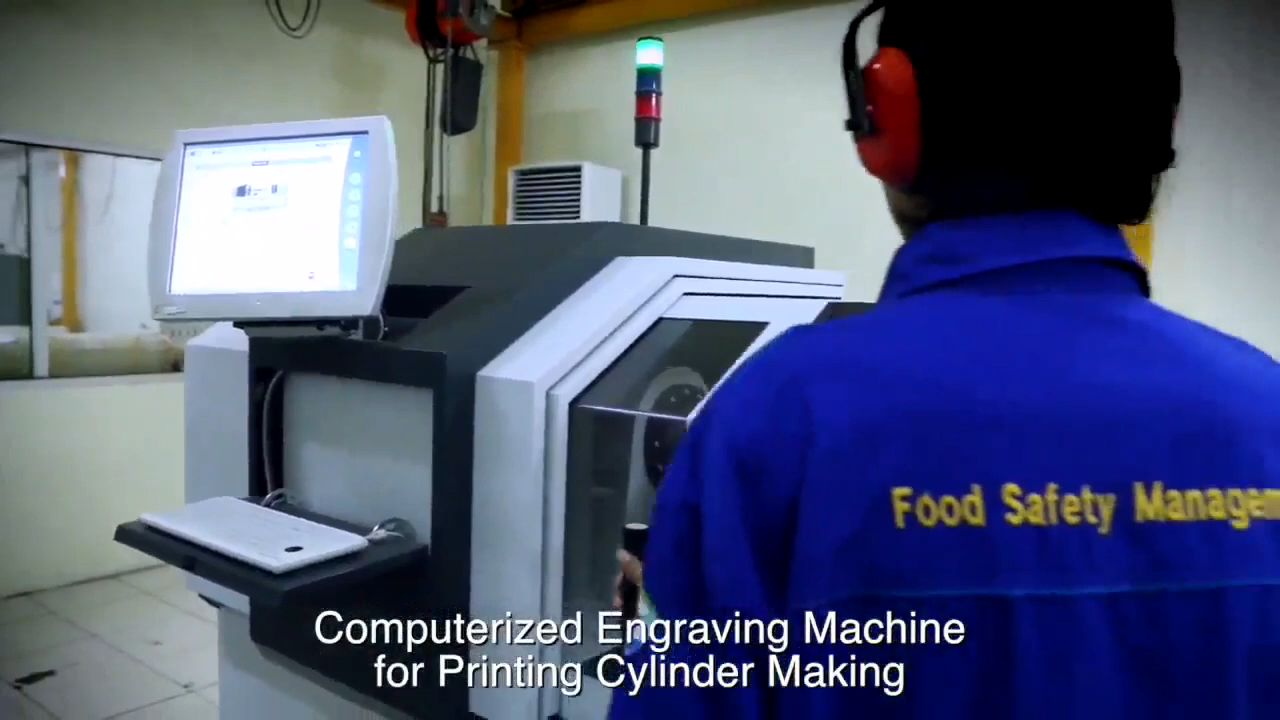 Food Safety Managem
Computerized Engraving Machine
for Printing Cylinder Making